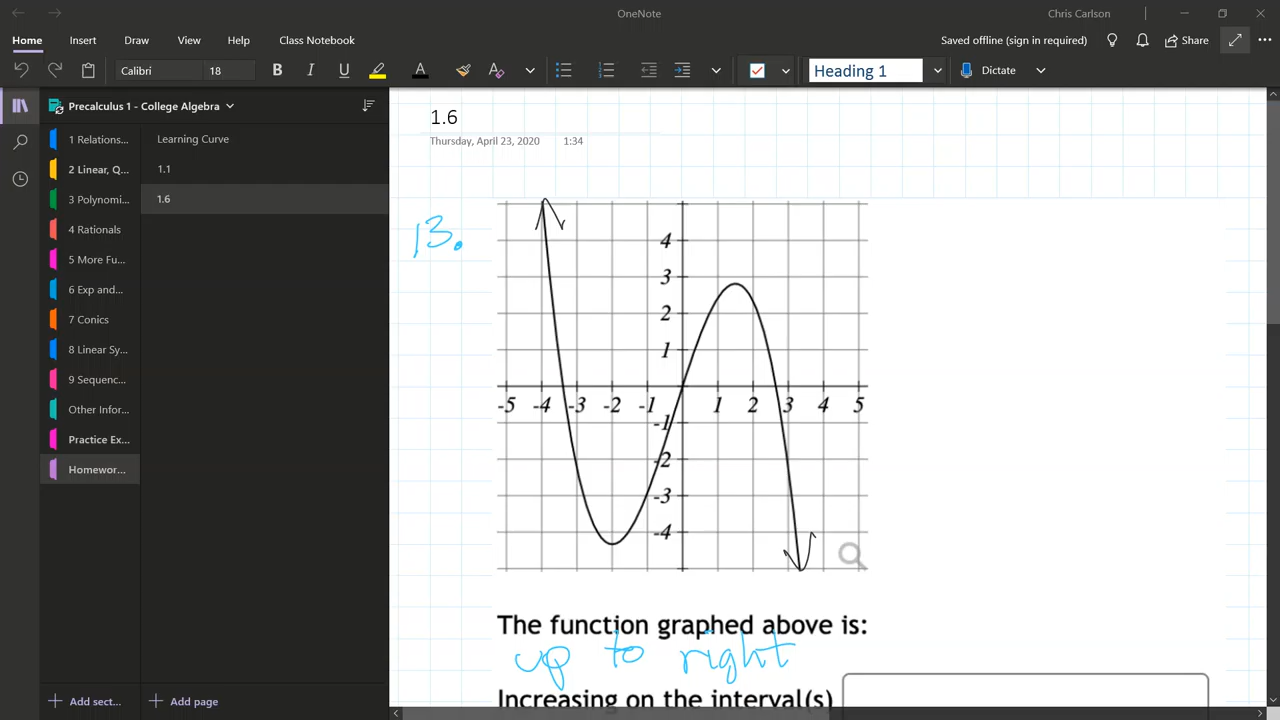 OneNote
Chris Carlson
Home Insert Draw View Help Class Notebook
Saved offline (sign in required) Share
Calibri 18 B I U A Heading 1 Dictate
Precalculus 1 - College Algebra
1 Relations...
2 Linear, Q...
3 Polynomi...
4 Rationals
5 More Fu...
6 Exp and...
7 Conics
8 Linear Sy...
9 Sequenc...
Other Infor...
Practice Ex...
Homewor...
Add sect...
Learning Curve
1.1
1.6
Add page
1.6
Thursday, April 23, 2020 1:34
13.
4
3
2
1
-5 -4 -3 -2 -1 1 2 3 4 5
-1
-2
-3
-4
The function graphed above is:
up to right
Increasing on the interval(s)